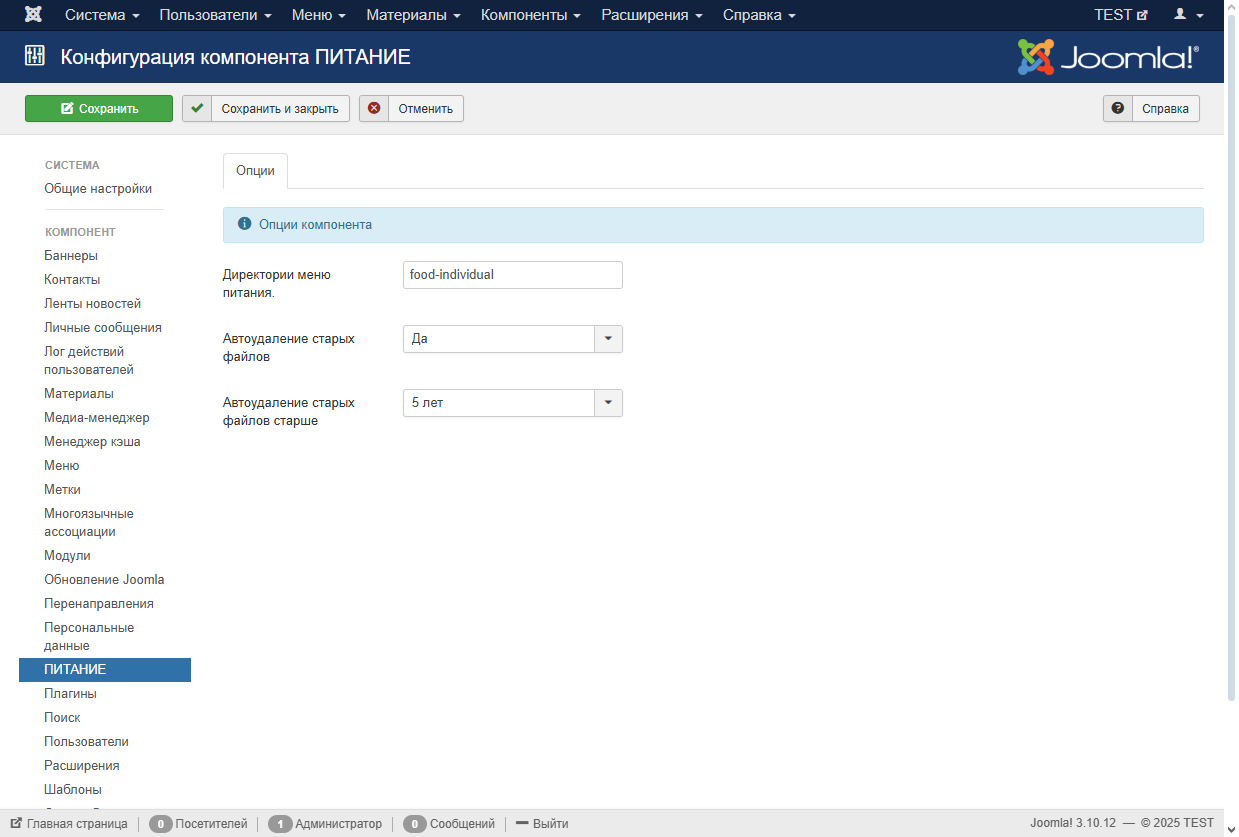 Система Пользователи Меню Материалы Компоненты Расширения Справка TEST
Конфигурация компонента ПИТАНИЕ Joomla!®
Сохранить Сохранить и закрыть Отменить Справка
СИСТЕМА
Общие настройки
КОМПОНЕНТ
Баннеры
Контакты
Ленты новостей
Личные сообщения
Лог действий
пользователей
Материалы
Медиа-менеджер
Менеджер кэша
Меню
Метки
Многоязычные
ассоциации
Модули
Обновление Joomla
Перенаправления
Персональные
данные
ПИТАНИЕ
Плагины
Поиск
Пользователи
Расширения
Шаблоны
Опции
Опции компонента
Директории меню
питания.
food-individual
Автоудаление старых
файлов
Да
Автоудаление старых
файлов старше
5 лет
Главная страница 0 Посетителей 1 Администратор 0 Сообщений Выйти Joomla! 3.10.12 — © 2025 TEST